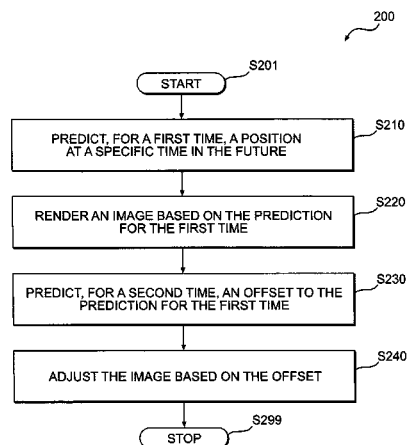 200
S201
START
S210
PREDICT, FOR A FIRST TIME, A POSITION
AT A SPECIFIC TIME IN THE FUTURE
S220
RENDER AN IMAGE BASED ON THE PREDICTION
FOR THE FIRST TIME
S230
PREDICT, FOR A SECOND TIME, AN OFFSET TO THE
PREDICTION FOR THE FIRST TIME
S240
ADJUST THE IMAGE BASED ON THE OFFSET
S299
STOP